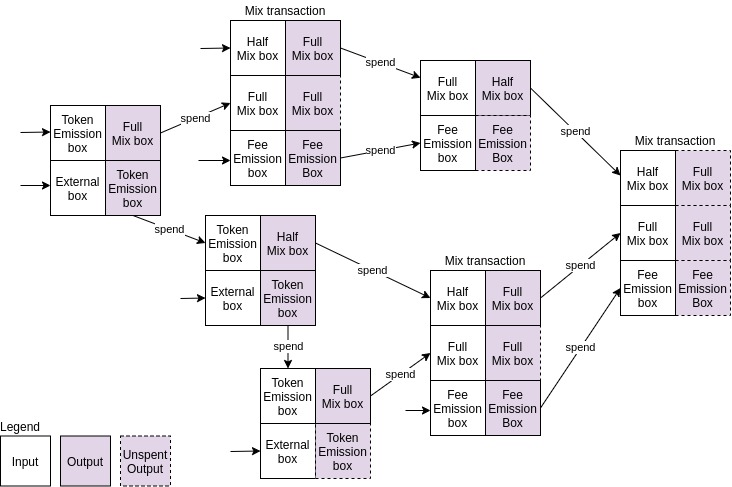 Mix transaction
Half
Mix box
Full
Mix box
Full
Mix box
Full
Mix box
Fee
Emission
box
Fee
Emission
Box
spend
spend
Full
Mix box
Half
Mix box
Fee
Emission
box
Fee
Emission
Box
spend
Token
Emission
box
Full
Mix box
External
box
Token
Emission
box
spend
spend
Mix transaction
Half
Mix box
Full
Mix box
Full
Mix box
Full
Mix box
Fee
Emission
box
Fee
Emission
Box
Token
Emission
box
Half
Mix box
External
box
Token
Emission
box
spend
spend
Mix transaction
Half
Mix box
Full
Mix box
Full
Mix box
Full
Mix box
Fee
Emission
box
Fee
Emission
Box
spend
spend
Token
Emission
box
Full
Mix box
External
box
Token
Emission
box
spend
Legend
Input
Output
Unspent
Output